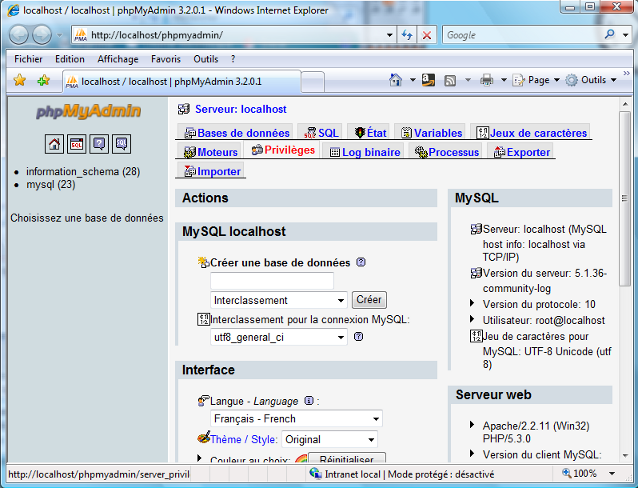 localhost / localhost | phpMyAdmin 3.2.0.1 - Windows Internet Explorer
http://localhost/phpmyadmin/
Google
Fichier Edition Affichage Favoris Outils ?
localhost / localhost | phpMyAdmin 3.2.0.1
Page Outils
phpMyAdmin
SQL
information_schema (28)
mysql (23)
Choisissez une base de données
Serveur: localhost
Bases de données SQL État Variables Jeux de caractères
Moteurs Privilèges Log binaire Processus Exporter
Importer
Actions
MySQL localhost
Créer une base de données
Interclassement Créer
Interclassement pour la connexion MySQL:
utf8_general_ci
Interface
Langue - Language :
Français - French
Thème / Style: Original
Couleur au choix: Réinitialiser
MySQL
Serveur: localhost (MySQL
host info: localhost via
TCP/IP)
Version du serveur: 5.1.36-
community-log
Version du protocole: 10
Utilisateur: root@localhost
Jeu de caractères pour
MySQL: UTF-8 Unicode (utf
8)
Serveur web
Apache/2.2.11 (Win32)
PHP/5.3.0
Version du client MySQL:
http://localhost/phpmyadmin/server_privil
Intranet local | Mode protégé : désactivé
100%